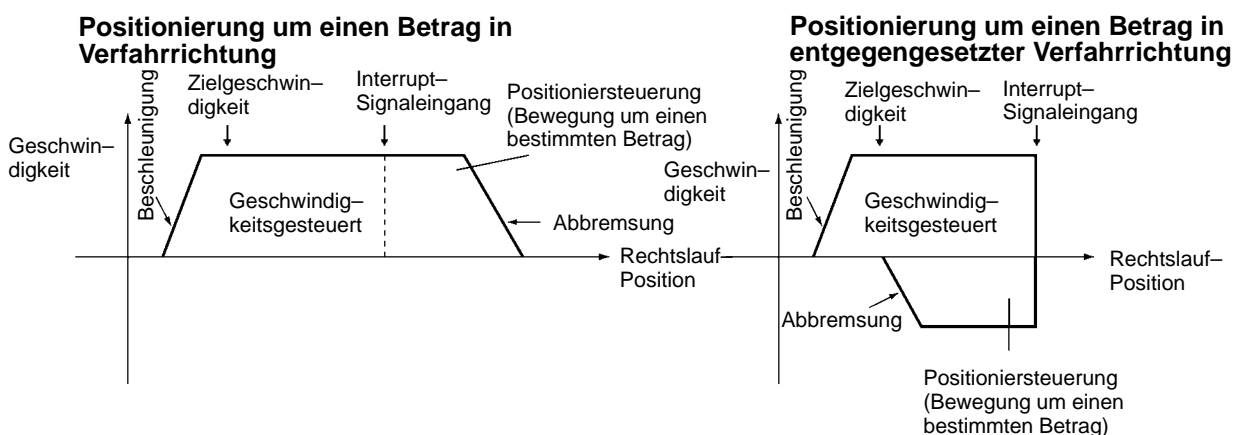 Positionierung um einen Betrag in
Verfahrrichtung
Beschleunigung
Zielgeschwin–
digkeit
Interrupt–
Signaleingang
Positioniersteuerung
(Bewegung um einen
bestimmten Betrag)
Geschwin–
digkeit
Geschwindig–
keitsgesteuert
Abbremsung
Rechtslauf–
Position
Positionierung um einen Betrag in
entgegengesetzter Verfahrrichtung
Beschleunigung
Zielgeschwin–
digkeit
Interrupt–
Signaleingang
Geschwin–
digkeit
Geschwindig–
keitsgesteuert
Rechtslauf–
Position
Abbremsung
Positioniersteuerung
(Bewegung um einen
bestimmten Betrag)